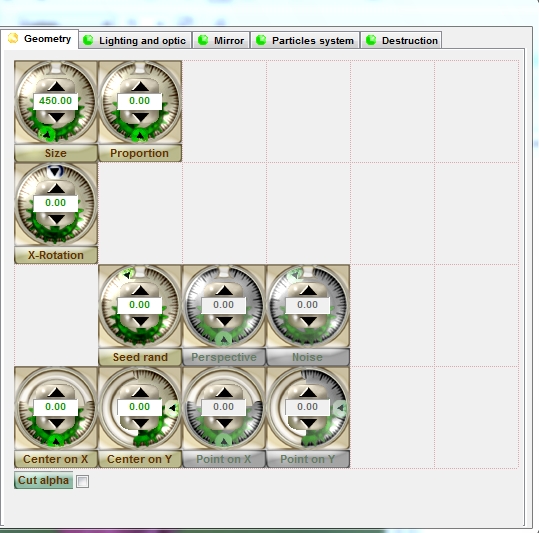 Geometry Lighting and optic Mirror Particles system Destruction
450.00 0.00
Size Proportion
0.00
X-Rotation
0.00 0.00 0.00
Seed rand Perspective Noise
0.00 0.00 0.00 0.00
Center on X Center on Y Point on X Point on Y
Cut alpha